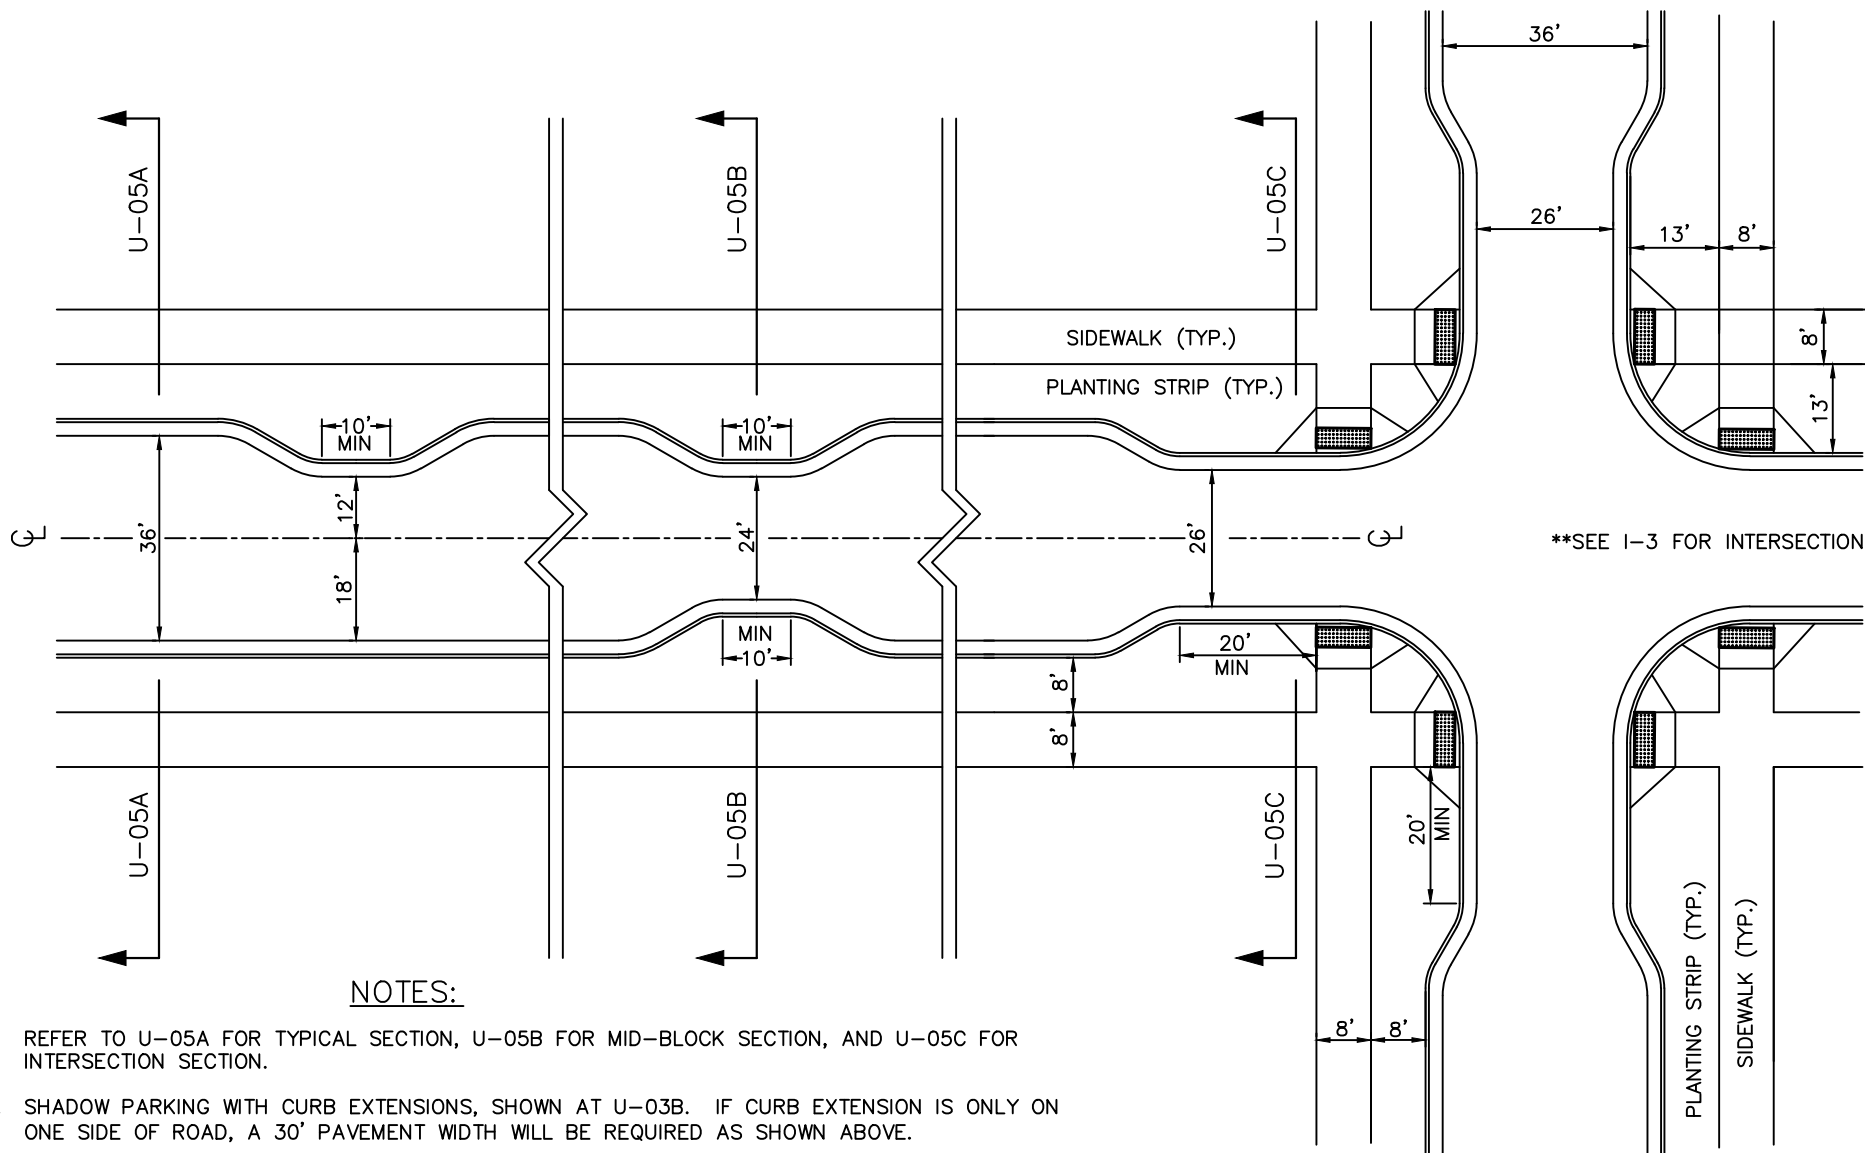 36'
U-05A
U-05B
U-05C
26'
13'
8'
SIDEWALK (TYP.)
8'
PLANTING STRIP (TYP.)
13'
10'
MIN
10'
MIN
12'
36'
24'
26'
℄
℄
**SEE I-3 FOR INTERSECTION
18'
MIN
10'
20'
MIN
8'
8'
U-05A
U-05B
U-05C
20'
MIN
PLANTING STRIP (TYP.)
SIDEWALK (TYP.)
8'
8'
NOTES:
REFER TO U-05A FOR TYPICAL SECTION, U-05B FOR MID-BLOCK SECTION, AND U-05C FOR
INTERSECTION SECTION.
SHADOW PARKING WITH CURB EXTENSIONS, SHOWN AT U-03B. IF CURB EXTENSION IS ONLY ON
ONE SIDE OF ROAD, A 30' PAVEMENT WIDTH WILL BE REQUIRED AS SHOWN ABOVE.